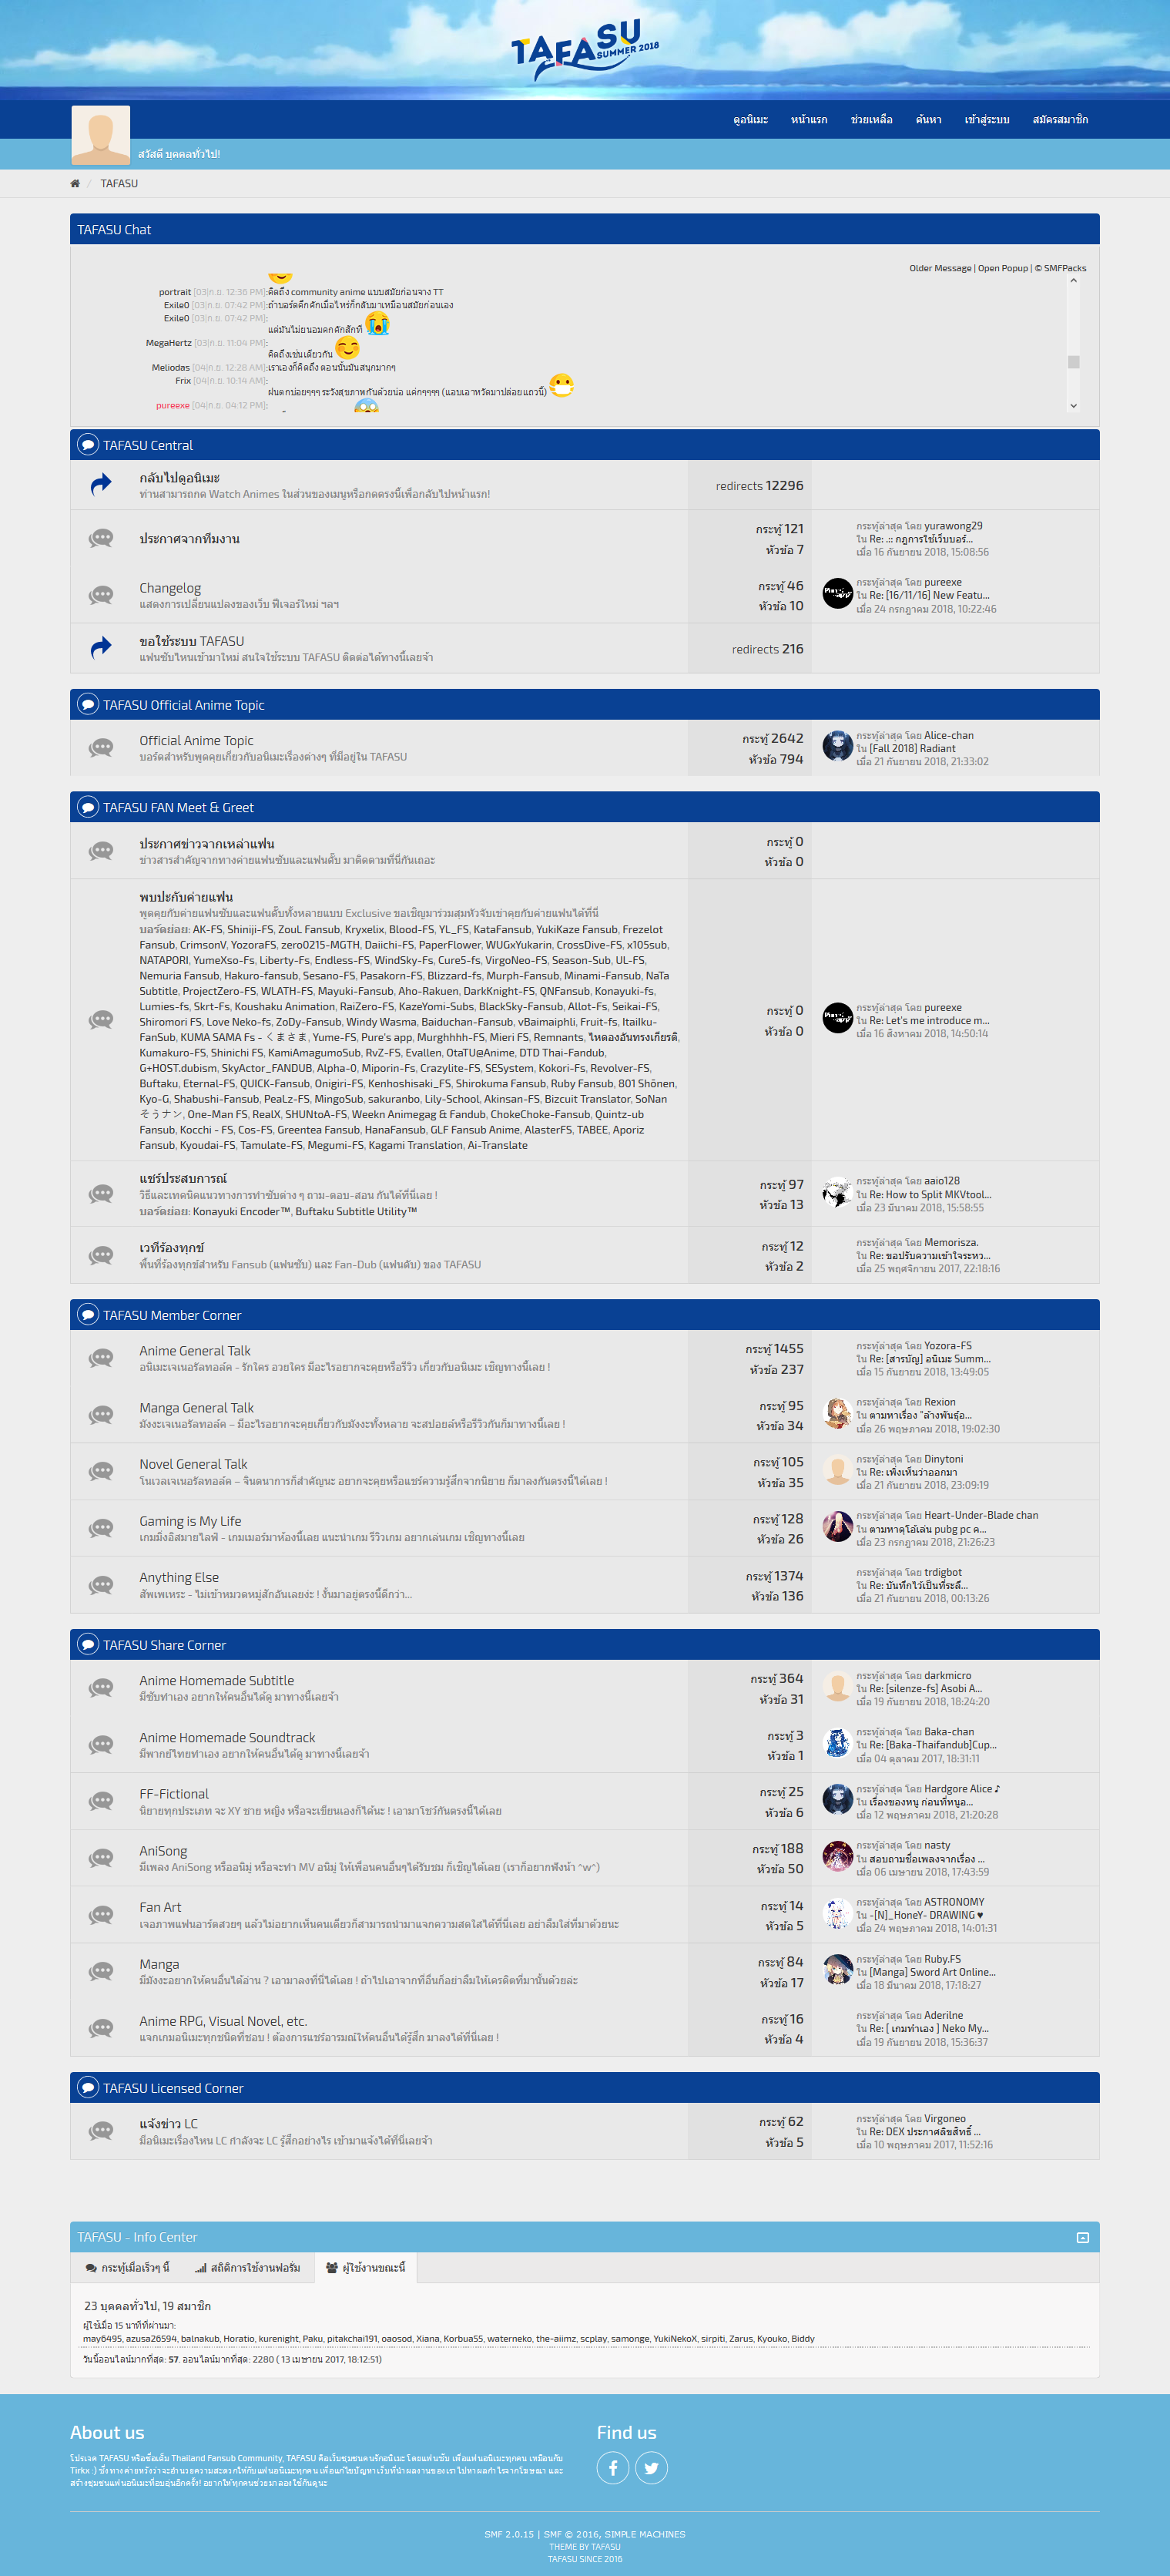 TAFASU
SUMMER 2018
ดูอนิเมะ หน้าแรก ช่วยเหลือ ค้นหา เข้าสู่ระบบ สมัครสมาชิก
สวัสดี บุคคลทั่วไป!
/ TAFASU
TAFASU Chat
Older Message | Open Popup | © SMFPacks
portrait [03|ก.ย. 12:36 PM]:คิดถึง community anime แบบสมัยก่อนจาง TT
Exile0 [03|ก.ย. 07:42 PM]:ถ้าบอร์ดคึกคักเมื่อไหร่ก็กลับมาเหมือนสมัยก่อนเอง
Exile0 [03|ก.ย. 07:42 PM]:
แต่มันไม่ยอมคกคักสักที
MegaHertz [03|ก.ย. 11:04 PM]:
คิดถึงเช่นเดียวกัน
Meliodas [04|ก.ย. 12:28 AM]:เราเองก็คิดถึง ตอนนั้นมันสนุกมากๆ
Frix [04|ก.ย. 10:14 AM]:
ฝนตกบ่อยๆๆๆ ระวังสุขภาพกันด้วยน่อ แค่กๆๆๆๆ (แอบเอาหวัดมาปล่อยแถวนี้)
pureexe [04|ก.ย. 04:12 PM]:
TAFASU Central
กลับไปดูอนิเมะ
ท่านสามารถกด Watch Animes ในส่วนของเมนูหรือกดตรงนี้เพื่อกลับไปหน้าแรก!
redirects 12296
ประกาศจากทีมงาน
กระทู้ 121
หัวข้อ 7
กระทู้ล่าสุด โดย yurawong29
ใน Re: .:: กฎการใช้เว็บบอร์...
เมื่อ 16 กันยายน 2018, 15:08:56
Changelog
แสดงการเปลี่ยนแปลงของเว็บ ฟีเจอร์ใหม่ ฯลฯ
กระทู้ 46
หัวข้อ 10
กระทู้ล่าสุด โดย pureexe
ใน Re: [16/11/16] New Featu...
เมื่อ 24 กรกฎาคม 2018, 10:22:46
ขอใช้ระบบ TAFASU
แฟนซับไหนเข้ามาใหม่ สนใจใช้ระบบ TAFASU ติดต่อได้ทางนี้เลยจ้า
redirects 216
TAFASU Official Anime Topic
Official Anime Topic
บอร์ดสำหรับพูดคุยเกี่ยวกับอนิเมะเรื่องต่างๆ ที่มีอยู่ใน TAFASU
กระทู้ 2642
หัวข้อ 794
กระทู้ล่าสุด โดย Alice-chan
ใน [Fall 2018] Radiant
เมื่อ 21 กันยายน 2018, 21:33:02
TAFASU FAN Meet & Greet
ประกาศข่าวจากเหล่าแฟน
ข่าวสารสำคัญจากทางค่ายแฟนซับและแฟนดั๊บ มาติดตามที่นี่กันเถอะ
กระทู้ 0
หัวข้อ 0
พบปะกับค่ายแฟน
พูดคุยกับค่ายแฟนซับและแฟนดั๊บทั้งหลายแบบ Exclusive ขอเชิญมาร่วมสุมหัวจับเข่าคุยกับค่ายแฟนได้ที่นี่
บอร์ดย่อย: AK-FS, Shiniji-FS, ZouL Fansub, Kryxelix, Blood-FS, YL_FS, KataFansub, YukiKaze Fansub, Frezelot
Fansub, CrimsonV, YozoraFS, zero0215-MGTH, Daiichi-FS, PaperFlower, WUGxYukarin, CrossDive-FS, x105sub,
NATAPORI, YumeXso-Fs, Liberty-FS, Endless-FS, WindSky-Fs, Cure5-fs, VirgoNeo-FS, Season-Sub, UL-FS,
Nemuria Fansub, Hakuro-fansub, Sesano-FS, Pasakorn-FS, Blizzard-fs, Murph-Fansub, Minami-Fansub, NaTa
Subtitle, ProjectZero-FS, WLATH-FS, Mayuki-Fansub, Aho-Rakuen, DarkKnight-FS, QNFansub, Konayuki-fs,
Lumies-fs, Skrt-Fs, Koushaku Animation, RaiZero-FS, KazeYomi-Subs, BlackSky-Fansub, Allot-Fs, Seikai-FS,
Shiromori FS, Love Neko-fs, ZoDy-Fansub, Windy Wasma, Baiduchan-Fansub, vBaimaiphli, Fruit-fs, Itailku-
FanSub, KUMA SAMA Fs - くまさま, Yume-FS, Pure's app, Murghhhh-FS, Mieri FS, Remnants, ไหดองอันทรงเกียรติ,
Kumakuro-FS, Shinichi FS, KamiAmagumoSub, RvZ-FS, Evallen, OtaTU@Anime, DTD Thai-Fandub,
G+HOST.dubism, SkyActor_FANDUB, Alpha-0, Miporin-Fs, Crazylite-FS, SESystem, Kokori-Fs, Revolver-FS,
Buftaku, Eternal-FS, QUICK-Fansub, Onigiri-FS, Kenhoshisaki_FS, Shirokuma Fansub, Ruby Fansub, 801 Shōnen,
Kyo-G, Shabushi-Fansub, PeaLz-FS, MingoSub, sakuranbo, Lily-School, Akinsan-FS, Bizcuit Translator, SoNan
そうナン, One-Man FS, RealX, SHUNtoA-FS, Weekn Animegag & Fandub, ChokeChoke-Fansub, Quintz-ub
Fansub, Kocchi - FS, Cos-FS, Greentea Fansub, HanaFansub, GLF Fansub Anime, AlasterFS, TABEE, Aporiz
Fansub, Kyoudai-FS, Tamulate-FS, Megumi-FS, Kagami Translation, Ai-Translate
กระทู้ 0
หัวข้อ 0
กระทู้ล่าสุด โดย pureexe
ใน Re: Let's me introduce m...
เมื่อ 16 สิงหาคม 2018, 14:50:14
แชร์ประสบการณ์
วิธีและเทคนิคแนวทางการทำซับต่าง ๆ ถาม-ตอบ-สอน กันได้ที่นี่เลย !
บอร์ดย่อย: Konayuki Encoder™, Buftaku Subtitle Utility™
กระทู้ 97
หัวข้อ 13
กระทู้ล่าสุด โดย aaio128
ใน Re: How to Split MKVtool...
เมื่อ 23 มีนาคม 2018, 15:58:55
เวทีร้องทุกข์
พื้นที่ร้องทุกข์สำหรับ Fansub (แฟนซับ) และ Fan-Dub (แฟนดับ) ของ TAFASU
กระทู้ 12
หัวข้อ 2
กระทู้ล่าสุด โดย Memorisza.
ใน Re: ขอปรับความเข้าใจระหว...
เมื่อ 25 พฤศจิกายน 2017, 22:18:16
TAFASU Member Corner
Anime General Talk
อนิเมะเจเนอรัลทอล์ค - รักใคร อวยใคร มีอะไรอยากจะคุยหรือรีวิว เกี่ยวกับอนิเมะ เชิญทางนี้เลย !
กระทู้ 1455
หัวข้อ 237
กระทู้ล่าสุด โดย Yozora-FS
ใน Re: [สารบัญ] อนิเมะ Summ...
เมื่อ 15 กันยายน 2018, 13:49:05
Manga General Talk
มังงะเจเนอรัลทอล์ค – มีอะไรอยากจะคุยเกี่ยวกับมังงะทั้งหลาย จะสปอยล์หรือรีวิวกันก็มาทางนี้เลย !
กระทู้ 95
หัวข้อ 34
กระทู้ล่าสุด โดย Rexion
ใน ตามหาเรื่อง "ล้างพันธุ์อ...
เมื่อ 26 พฤษภาคม 2018, 19:02:30
Novel General Talk
โนเวลเจเนอรัลทอล์ค – จินตนาการก็สำคัญนะ อยากจะคุยหรือแชร์ความรู้สึกจากนิยาย ก็มาลงกันตรงนี้ได้เลย !
กระทู้ 105
หัวข้อ 35
กระทู้ล่าสุด โดย Dinytoni
ใน Re: เพิ่งเห็นว่าออกมา
เมื่อ 21 กันยายน 2018, 23:09:19
Gaming is My Life
เกมมิ่งอิสมายไลฟ์ - เกมเมอร์มาห้องนี้เลย แนะนำเกม รีวิวเกม อยากเล่นเกม เชิญทางนี้เลย
กระทู้ 128
หัวข้อ 26
กระทู้ล่าสุด โดย Heart-Under-Blade chan
ใน ตามหาคุโอ้เล่น pubg pc ค...
เมื่อ 23 กรกฎาคม 2018, 21:26:23
Anything Else
สัพเพเหระ - ไม่เข้าหมวดหมู่สักอันเลยง่ะ ! งั้นมาอยู่ตรงนี้ดีกว่า...
กระทู้ 1374
หัวข้อ 136
กระทู้ล่าสุด โดย trdigbot
ใน Re: บันทึกไว้เป็นที่ระลึ...
เมื่อ 21 กันยายน 2018, 00:13:26
TAFASU Share Corner
Anime Homemade Subtitle
มีซับทำเอง อยากให้คนอื่นได้ดู มาทางนี้เลยจ้า
กระทู้ 364
หัวข้อ 31
กระทู้ล่าสุด โดย darkmicro
ใน Re: [silenze-fs] Asobi A...
เมื่อ 19 กันยายน 2018, 18:24:20
Anime Homemade Soundtrack
มีพากย์ไทยทำเอง อยากให้คนอื่นได้ดู มาทางนี้เลยจ้า
กระทู้ 3
หัวข้อ 1
กระทู้ล่าสุด โดย Baka-chan
ใน Re: [Baka-Thaifandub]Cup...
เมื่อ 04 ตุลาคม 2017, 18:31:11
FF-Fictional
นิยายทุกประเภท จะ XY ชาย หญิง หรือจะเขียนเองก็ได้นะ ! เอามาโชว์กันตรงนี้ได้เลย
กระทู้ 25
หัวข้อ 6
กระทู้ล่าสุด โดย Hardgore Alice ♪
ใน เรื่องของหนู ก่อนที่หนูอ...
เมื่อ 12 พฤษภาคม 2018, 21:20:28
AniSong
มีเพลง AniSong หรืออนิมู่ หรือจะทำ MV อนิมู่ ให้เพื่อนคนอื่นๆได้รับชม ก็เชิญได้เลย (เราก็อยากฟังน้า ^w^)
กระทู้ 188
หัวข้อ 50
กระทู้ล่าสุด โดย nasty
ใน สอบถามชื่อเพลงจากเรื่อง ...
เมื่อ 06 เมษายน 2018, 17:43:59
Fan Art
เจอภาพแฟนอาร์ตสวยๆ แล้วไม่อยากเห็นคนเดียวก็สามารถนำมาแจกความสดใสได้ที่นี่เลย อย่าลืมใส่ที่มาด้วยนะ
กระทู้ 14
หัวข้อ 5
กระทู้ล่าสุด โดย ASTRONOMY
ใน -[N]_HoneY- DRAWING ♥
เมื่อ 24 พฤษภาคม 2018, 14:01:31
Manga
มีมังงะอยากให้คนอื่นได้อ่าน ? เอามาลงที่นี่ได้เลย ! ถ้าไปเอาจากที่อื่นก็อย่าลืมให้เครดิตที่มานั้นด้วยล่ะ
กระทู้ 84
หัวข้อ 17
กระทู้ล่าสุด โดย Ruby.FS
ใน [Manga] Sword Art Online...
เมื่อ 18 มีนาคม 2018, 17:18:27
Anime RPG, Visual Novel, etc.
แจกเกมอนิเมะทุกชนิดที่ชอบ ! ต้องการแชร์อารมณ์ให้คนอื่นได้รู้สึก มาลงได้ที่นี่เลย !
กระทู้ 16
หัวข้อ 4
กระทู้ล่าสุด โดย Aderilne
ใน Re: [ เกมทำเอง ] Neko My...
เมื่อ 19 กันยายน 2018, 15:36:37
TAFASU Licensed Corner
แจ้งข่าว LC
มีอนิเมะเรื่องไหน LC กำลังจะ LC รู้สึกอย่างไร เข้ามาแจ้งได้ที่นี่เลยจ้า
กระทู้ 62
หัวข้อ 5
กระทู้ล่าสุด โดย Virgoneo
ใน Re: DEX ประกาศลิขสิทธิ์ ...
เมื่อ 10 พฤษภาคม 2017, 11:52:16
TAFASU - Info Center
กระทู้เมื่อเร็วๆ นี้ สถิติการใช้งานฟอรั่ม ผู้ใช้งานขณะนี้
23 บุคคลทั่วไป, 19 สมาชิก
ผู้ใช้เมื่อ 15 นาทีที่ผ่านมา:
may6495, azusa26594, balnakub, Horatio, kurenight, Paku, pitakchai191, oaosod, Xiana, Korbua55, waterneko, the-aiimz, scplay, samonge, YukiNekoX, sirpiti, Zarus, Kyouko, Biddy
วันนี้ออนไลน์มากที่สุด: 57. ออนไลน์มากที่สุด: 2280 ( 13 เมษายน 2017, 18:12:51)
About us
โปรเจค TAFASU หรือชื่อเต็ม Thailand Fansub Community, TAFASU คือเว็บชุมชนคนรักอนิเมะ โดยแฟนซับ เพื่อแฟนอนิเมะทุกคน เหมือนกับ
Tirkx :) ซึ่งทางค่ายหวังว่าจะอำนวยความสะดวกให้กับแฟนอนิเมะทุกคน เพื่อแก้ไขปัญหาเว็บที่นำผลงานของเราไปหาผลกำไรจากโฆษณา และ
สร้างชุมชนแฟนอนิเมะที่อบอุ่นอีกครั้ง! อยากให้ทุกคนช่วยมาลองใช้กันดูนะ
Find us
SMF 2.0.15 | SMF © 2016, SIMPLE MACHINES
THEME BY TAFASU
TAFASU SINCE 2016